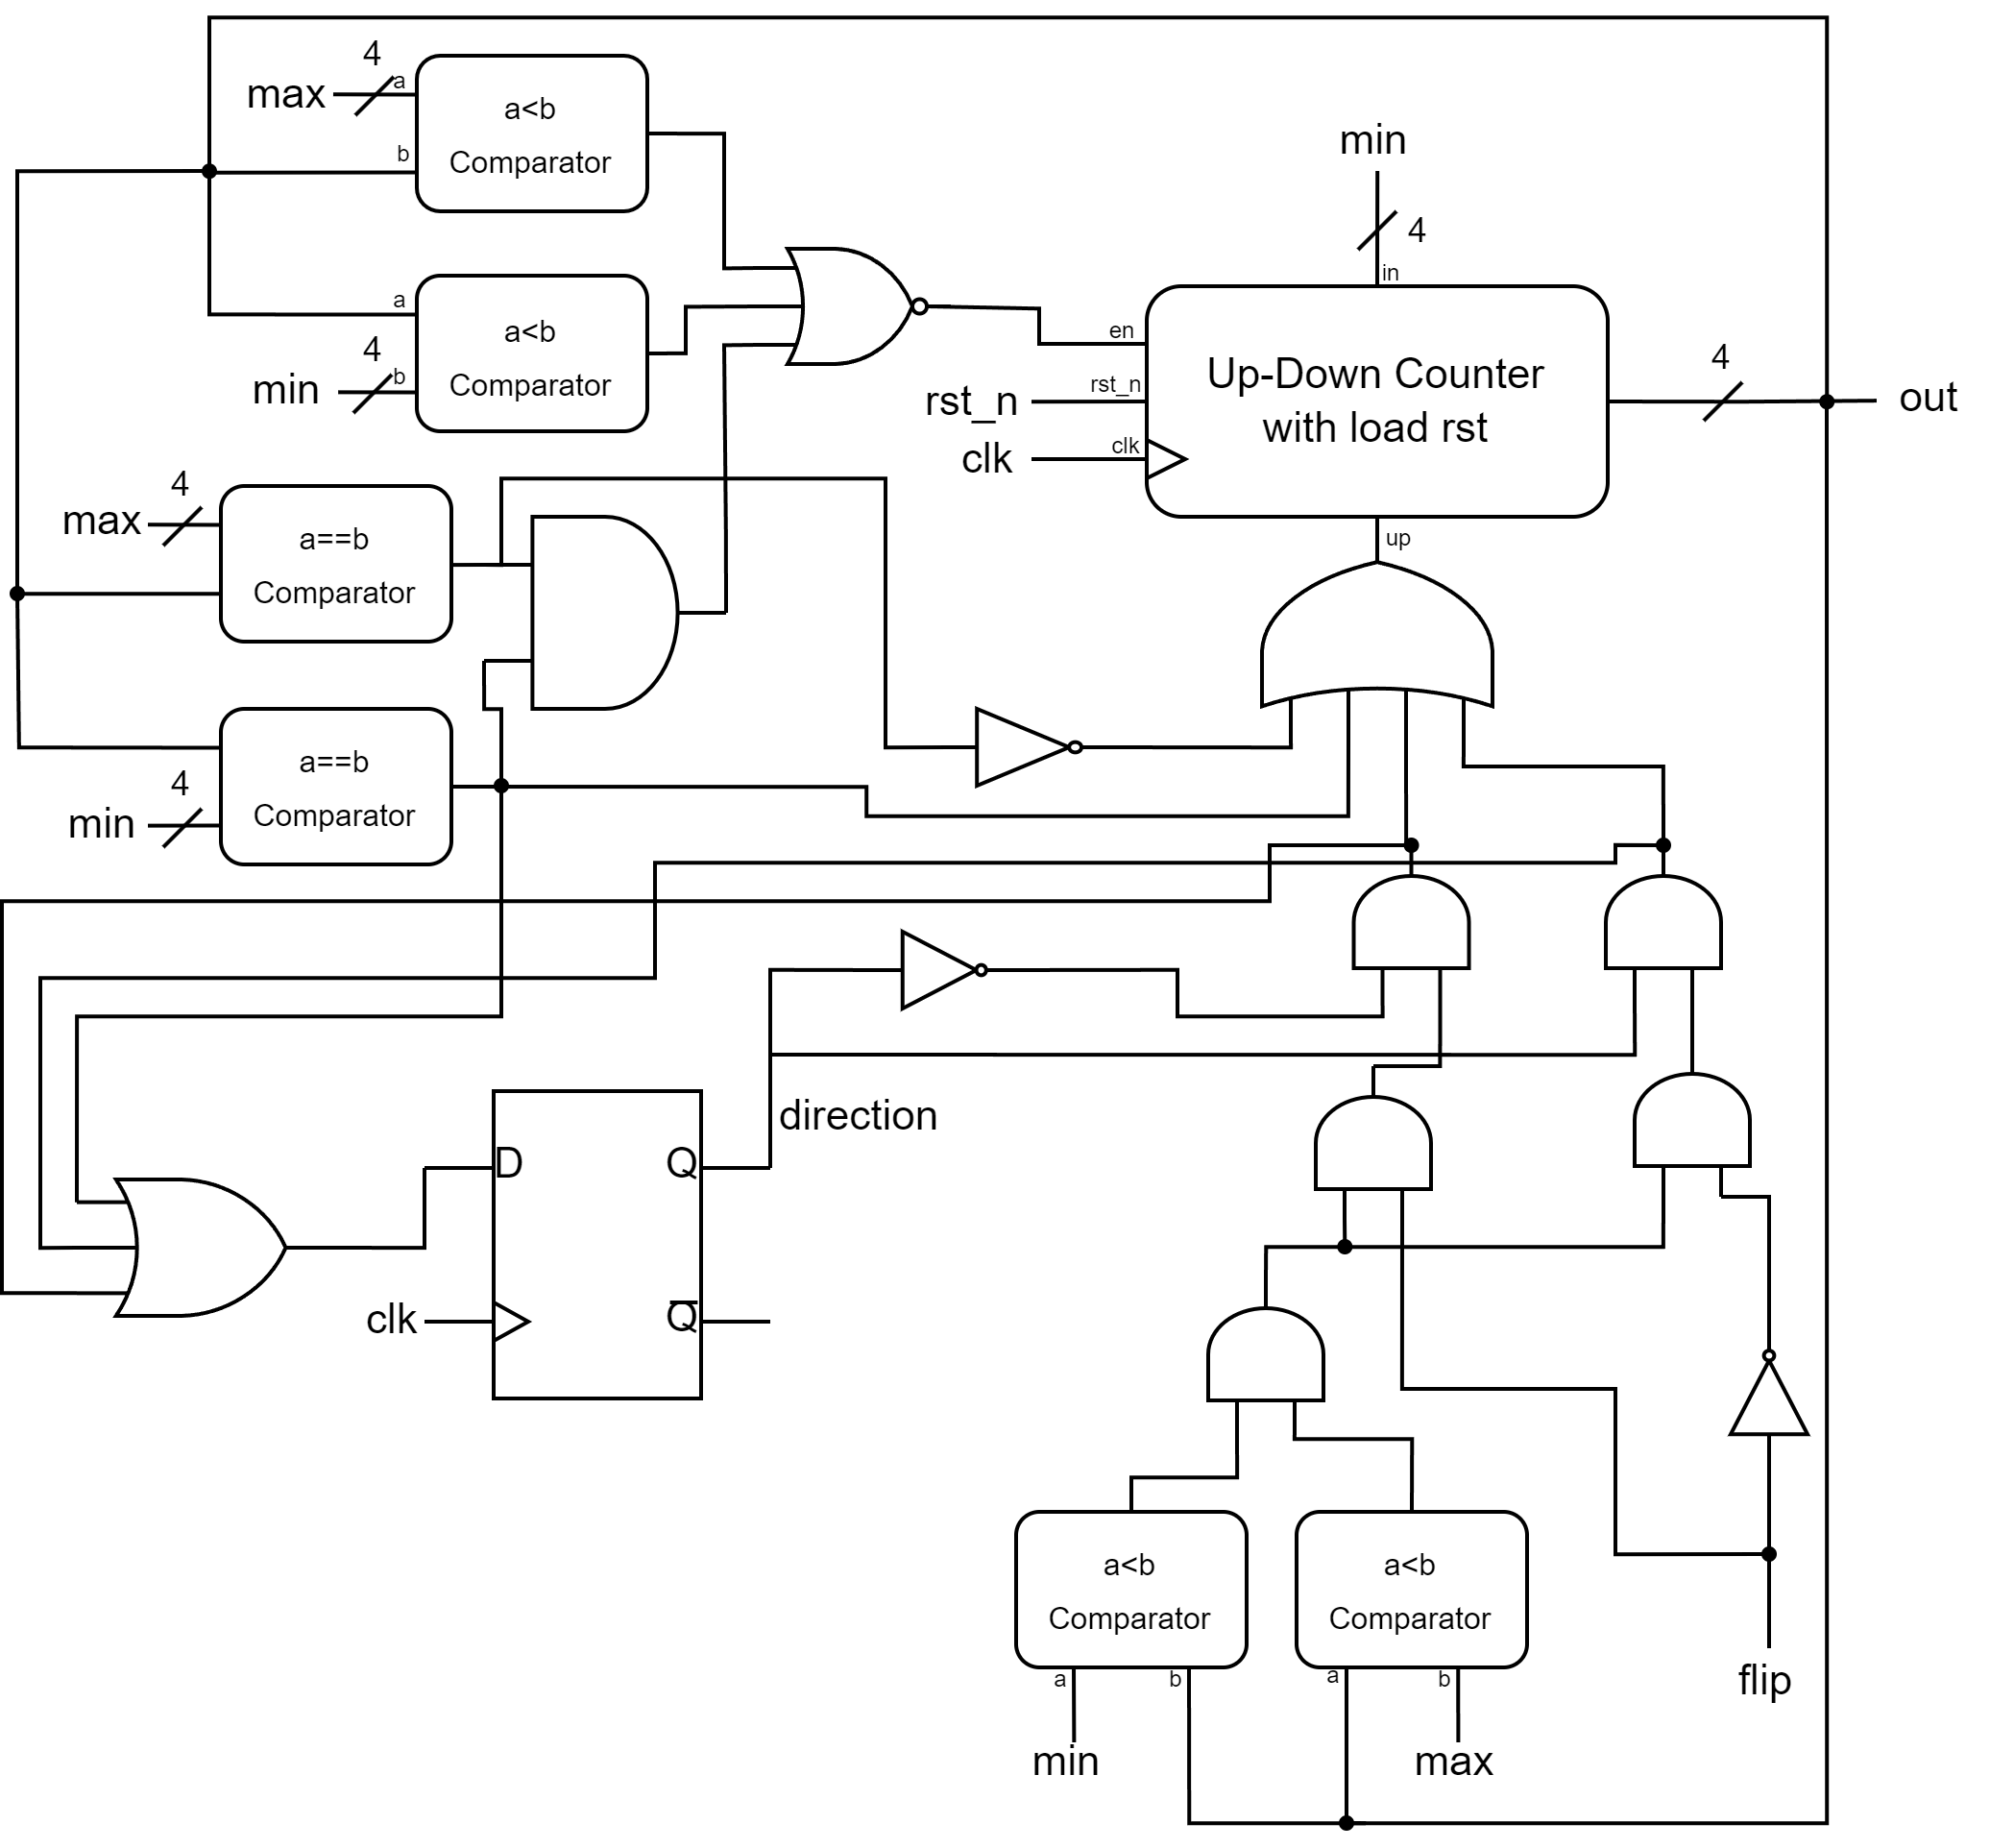 4
max
a
b
a<b
Comparator
min
4
in
a
4
min
b
a<b
Comparator
en
rst_n
rst_n
clk
clk
Up-Down Counter
with load rst
4
out
up
4
max
a==b
Comparator
4
min
a==b
Comparator
direction
D
Q
clk
Q̅
a<b
Comparator
a<b
Comparator
a
b
a
b
min
max
flip